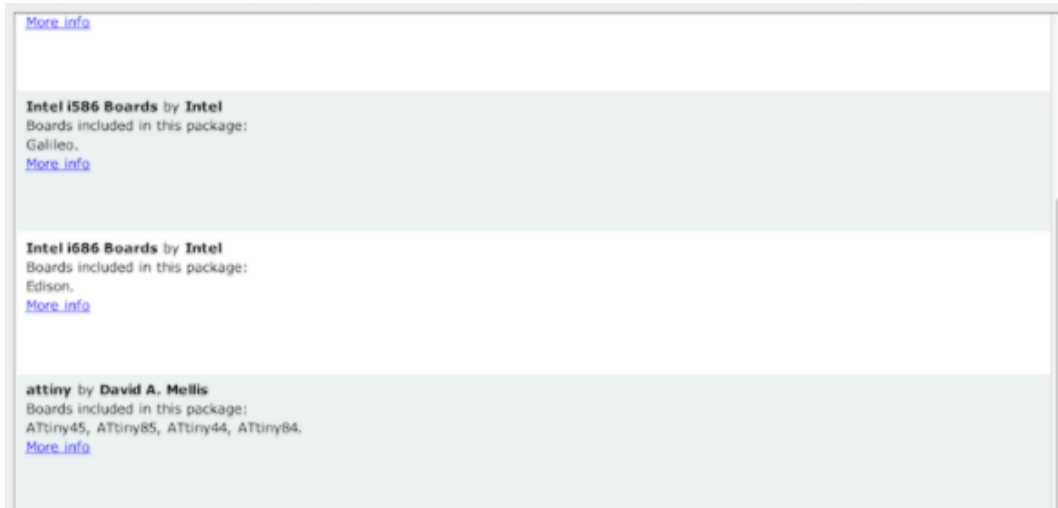 More info
Intel i586 Boards by Intel
Boards included in this package:
Galileo.
More info
Intel i686 Boards by Intel
Boards included in this package:
Edison.
More info
attiny by David A. Mellis
Boards included in this package:
ATtiny45, ATtiny85, ATtiny44, ATtiny84.
More info